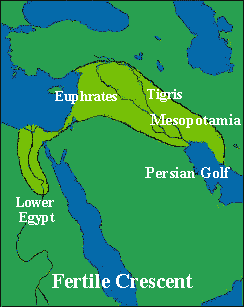 Euphrates
Tigris
Mesopotamia
Persian Golf
Lower
Egypt
Fertile Crescent